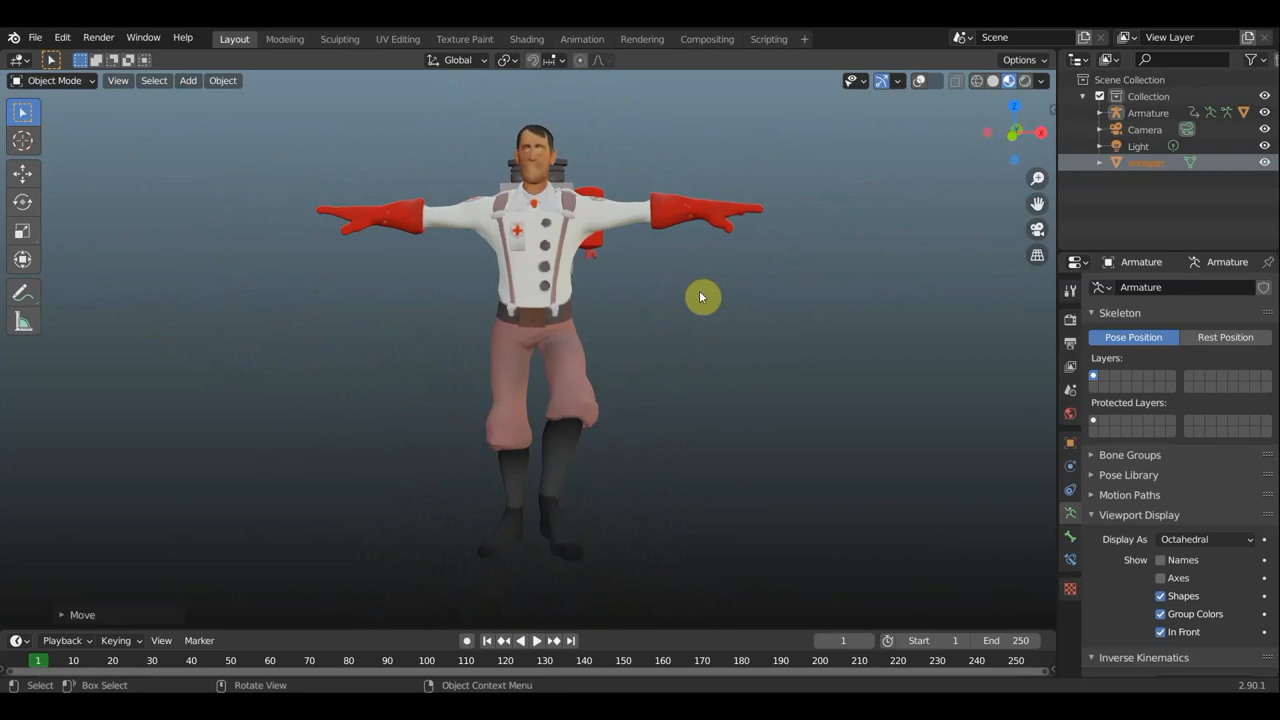 File Edit Render Window Help Layout Modeling Sculpting UV Editing Texture Paint Shading Animation Rendering Compositing Scripting + Scene View Layer
Global Options
Object Mode View Select Add Object
Scene Collection
Collection
Armature
Camera
Light
Z
X
Y
Armature Armature
Armature
Skeleton
Pose Position Rest Position
Layers:
Protected Layers:
Bone Groups
Pose Library
Motion Paths
Viewport Display
Display As Octahedral
Show Names
Axes
Shapes
Group Colors
In Front
Inverse Kinematics
Move
Playback Keying View Marker 1 Start 1 End 250
1 10 20 30 40 50 60 70 80 90 100 110 120 130 140 150 160 170 180 190 200 210 220 230 240 250
Select Box Select Rotate View Object Context Menu 2.90.1